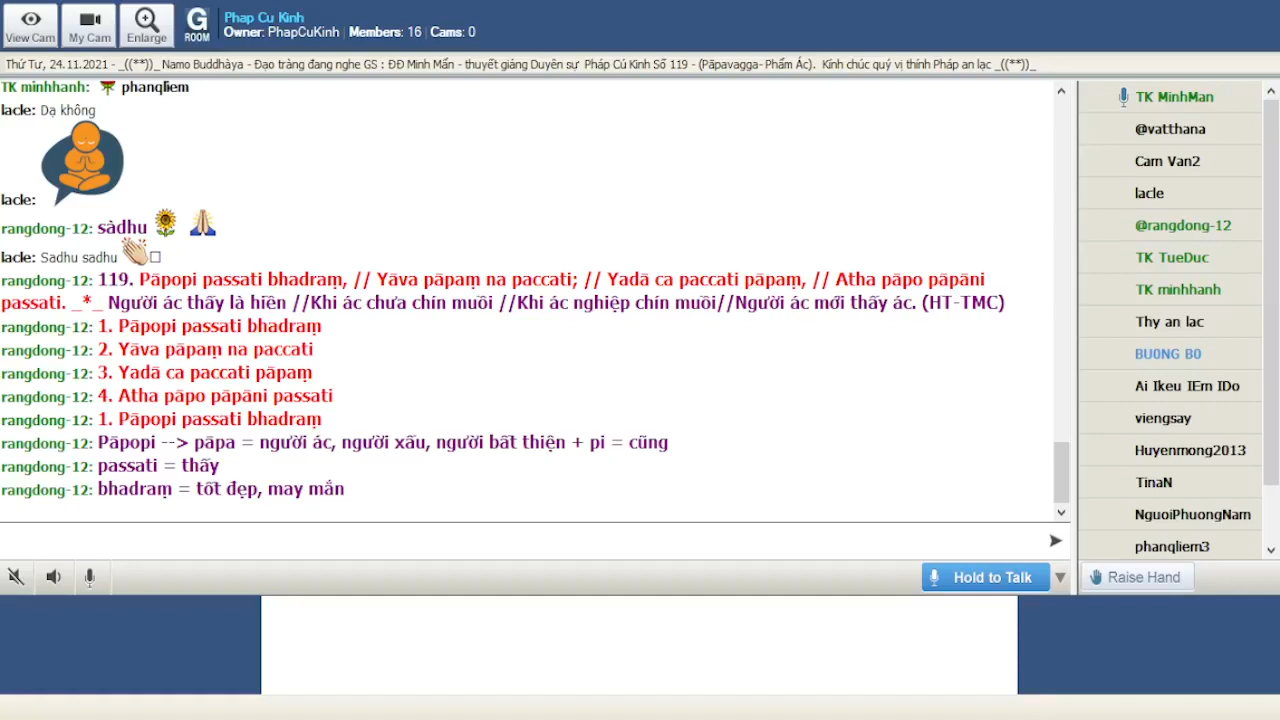 View Cam
My Cam
Enlarge
G
ROOM
Phap Cu Kinh
Owner: PhapCuKinh | Members: 16 | Cams: 0
Thứ Tư, 24.11.2021 - _((**))_ Namo Buddhàya - Đạo tràng đang nghe GS : ĐĐ Minh Mẩn - thuyết giảng Duyên sự Pháp Cú Kinh Số 119 - (Pāpavagga- Phẩm Ác). Kính chúc quý vị thính Pháp an lạc _((**))_
TK minhhanh: phanqliem
lacle: Dạ không
lacle:
rangdong-12: sàdhu
lacle: Sadhu sadhu
rangdong-12: 119. Pāpopi passati bhadraṃ, // Yāva pāpaṃ na paccati; // Yadā ca paccati pāpaṃ, // Atha pāpo pāpāni
passati. _*_ Người ác thấy là hiền //Khi ác chưa chín muồi //Khi ác nghiệp chín muồi//Người ác mới thấy ác. (HT-TMC)
rangdong-12: 1. Pāpopi passati bhadraṃ
rangdong-12: 2. Yāva pāpaṃ na paccati
rangdong-12: 3. Yadā ca paccati pāpaṃ
rangdong-12: 4. Atha pāpo pāpāni passati
rangdong-12: 1. Pāpopi passati bhadraṃ
rangdong-12: Pāpopi --> pāpa = người ác, người xấu, người bất thiện + pi = cũng
rangdong-12: passati = thấy
rangdong-12: bhadraṃ = tốt đẹp, may mắn
TK MinhMan
@vatthana
Cam Van2
lacle
@rangdong-12
TK TueDuc
TK minhhanh
Thy an lac
BU0NG B0
Ai Ikeu IEm IDo
viengsay
Huyenmong2013
TinaN
NguoiPhuongNam
phanqliem3
Hold to Talk
Raise Hand